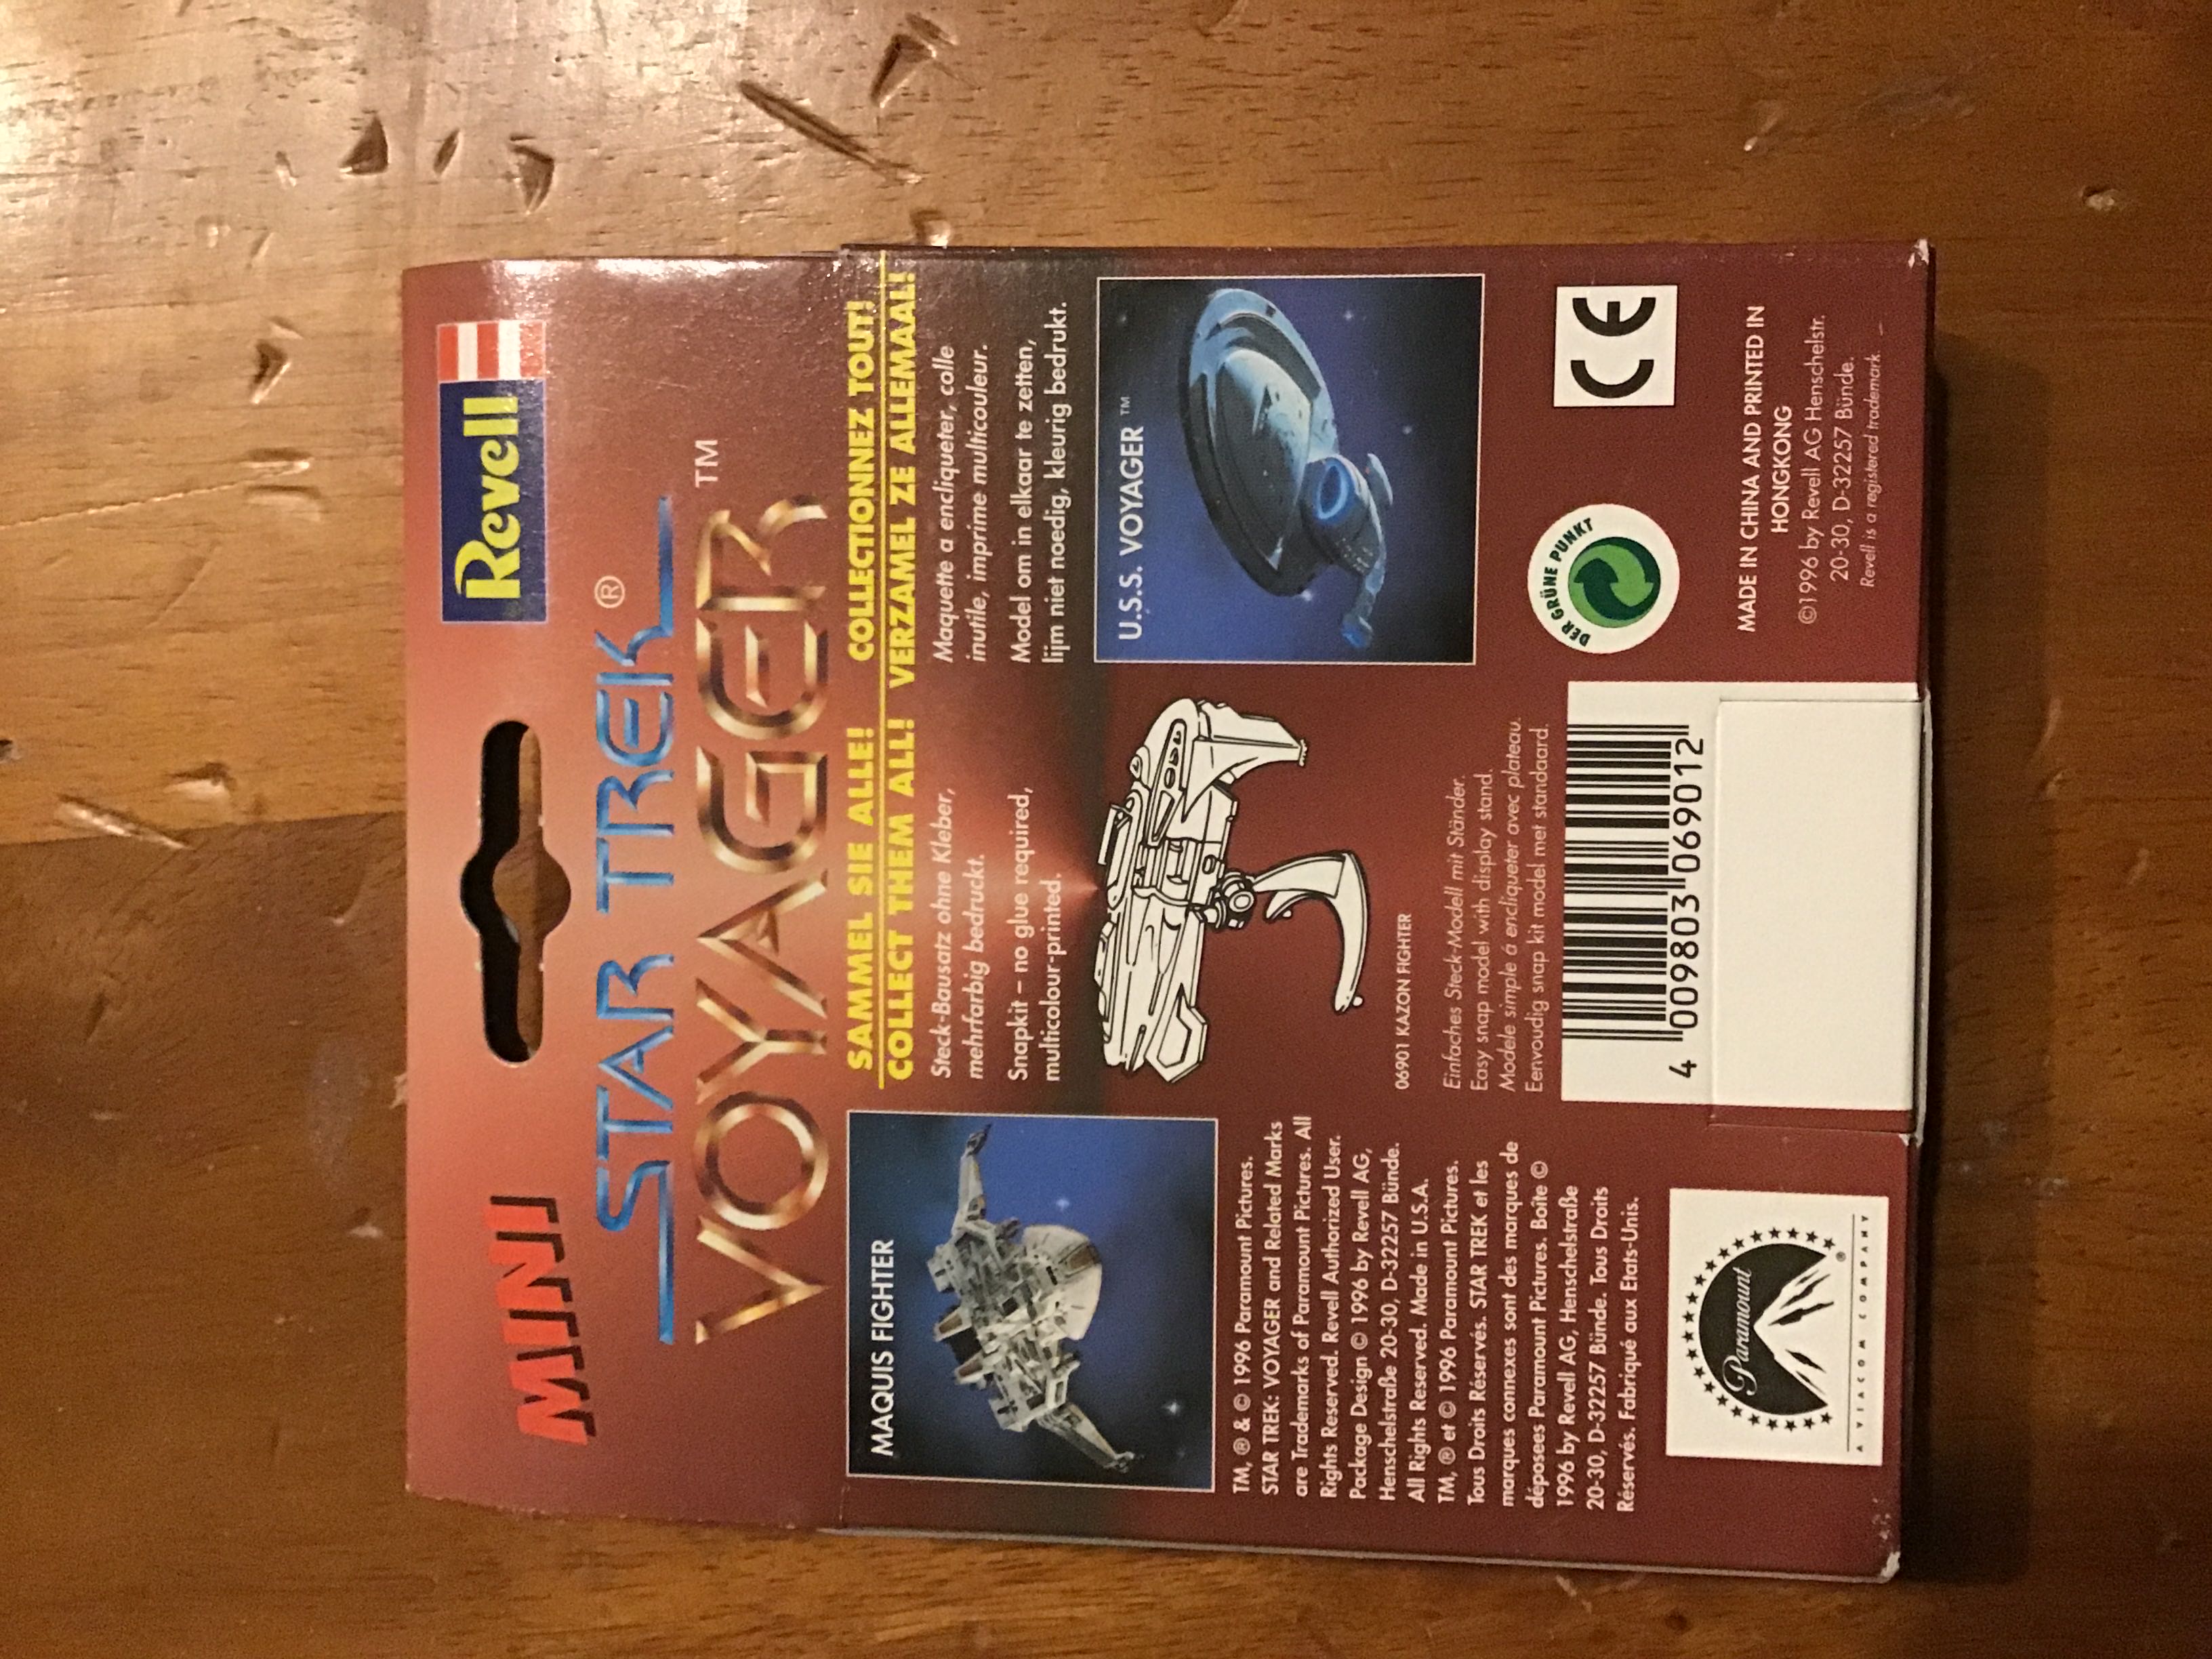 MINI
Revell
STAR TREK®
VOYAGER™
SAMMEL SIE ALLE! COLLECTIONNEZ TOUT!
COLLECT THEM ALL! VERZAMEL ZE ALLEMAAL!
MAQUIS FIGHTER
TM, ® & © 1996 Paramount Pictures.
STAR TREK: VOYAGER and Related Marks
are Trademarks of Paramount Pictures. All
Rights Reserved. Revell Authorized User.
Package Design © 1996 by Revell AG,
Henschelstraße 20-30, D-32257 Bünde.
All Rights Reserved. Made in U.S.A.
TM, ® et © 1996 Paramount Pictures.
Tous Droits Réservés. STAR TREK et les
marques connexes sont des marques de
déposees Paramount Pictures. Boîte ©
1996 by Revell AG, Henschelstraße
20-30, D-32257 Bünde. Tous Droits
Réservés. Fabriqué aux Etats-Unis.
Paramount®
A VIACOM COMPANY
Steck-Bausatz ohne Kleber,
mehrfarbig bedruckt.
Snapkit – no glue required,
multicolour-printed.
06901 KAZON FIGHTER
Einfaches Steck-Modell mit Ständer.
Easy snap model with display stand.
Modele simple á encliqueter avec plateau.
Eenvoudig snap kit model met standaard.
4 009803 069012
Maquette a encliqueter, colle
inutile, imprime multicouleur.
Model om in elkaar te zetten,
lijm niet noedig, kleurig bedrukt.
U.S.S. VOYAGER™
DER GRÜNE PUNKT
CE
MADE IN CHINA AND PRINTED IN
HONGKONG
©1996 by Revell AG Henschelstr.
20-30, D-32257 Bünde.
Revell is a registered trademark.